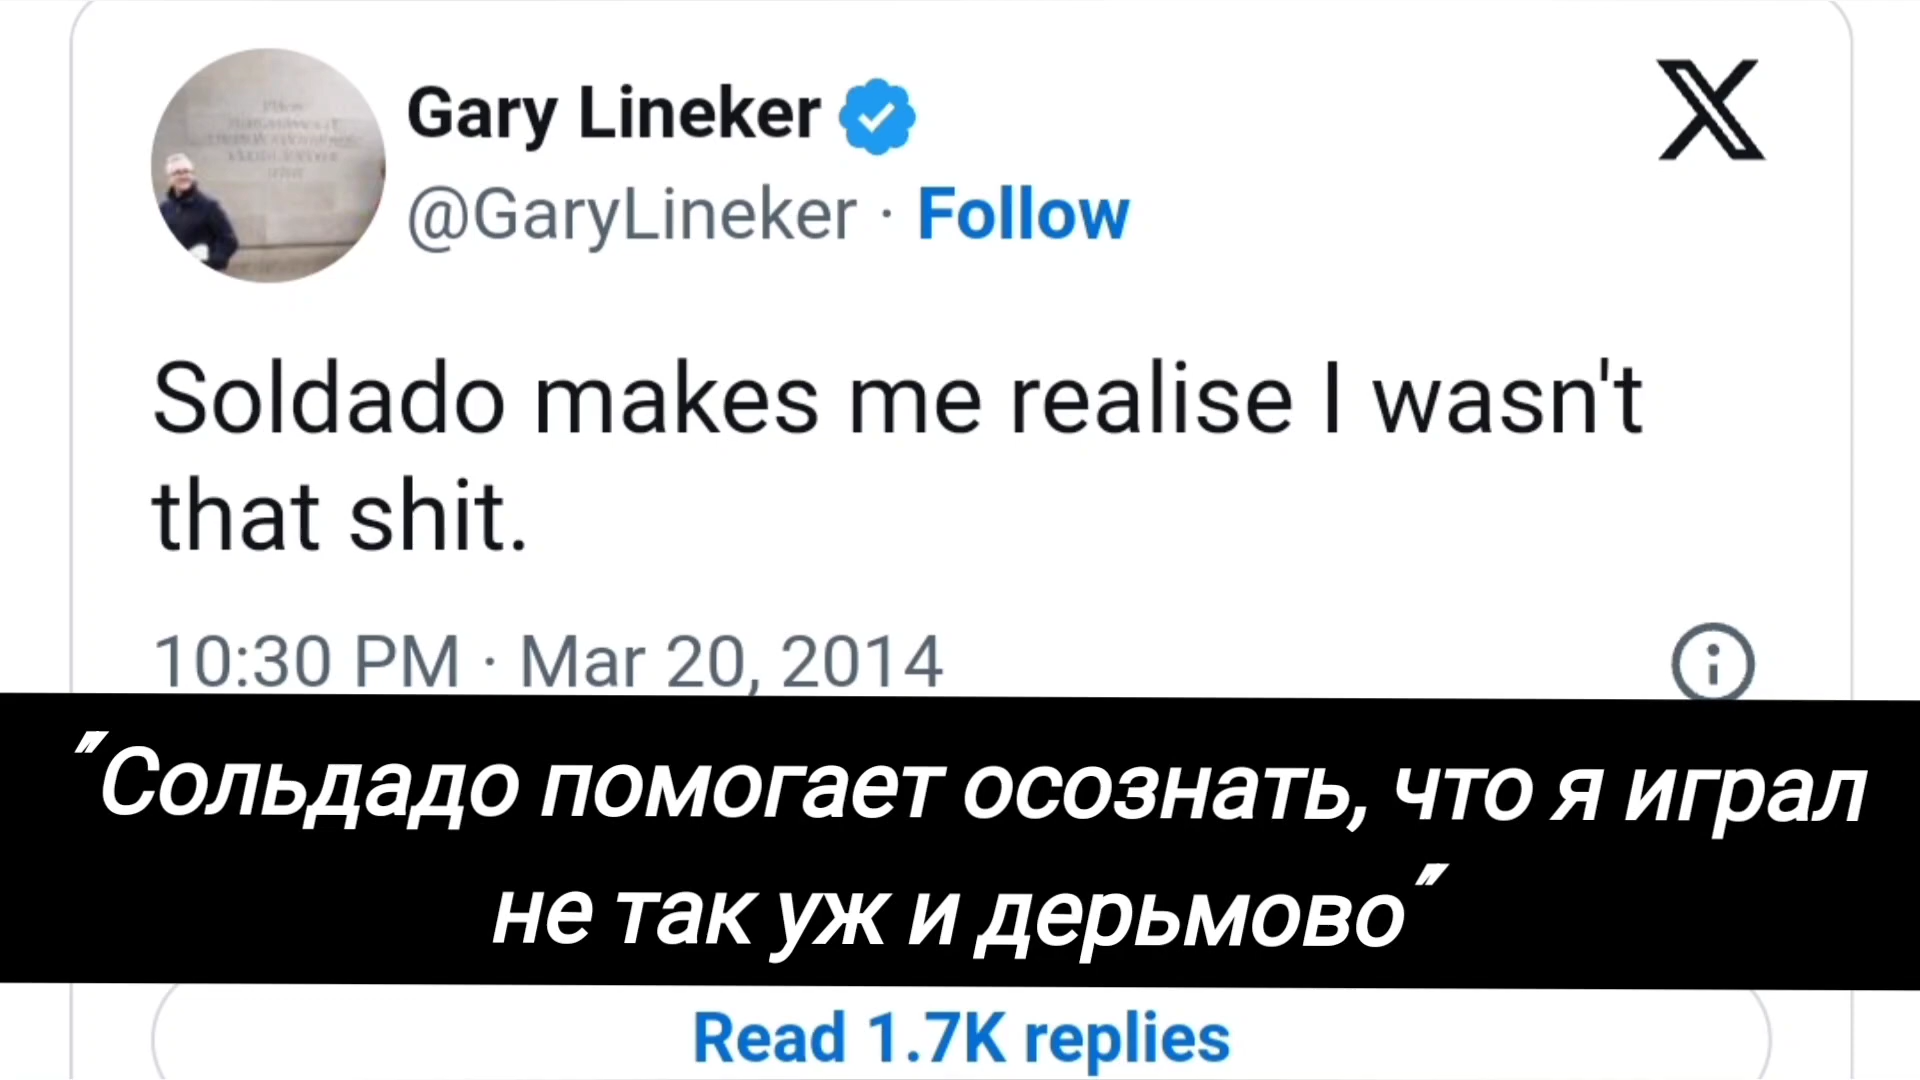 Gary Lineker
@GaryLineker · Follow
Soldado makes me realise I wasn't
that shit.
10:30 PM · Mar 20, 2014
"Сольдадо помогает осознать, что я играл
не так уж и дерьмово"
Read 1.7K replies